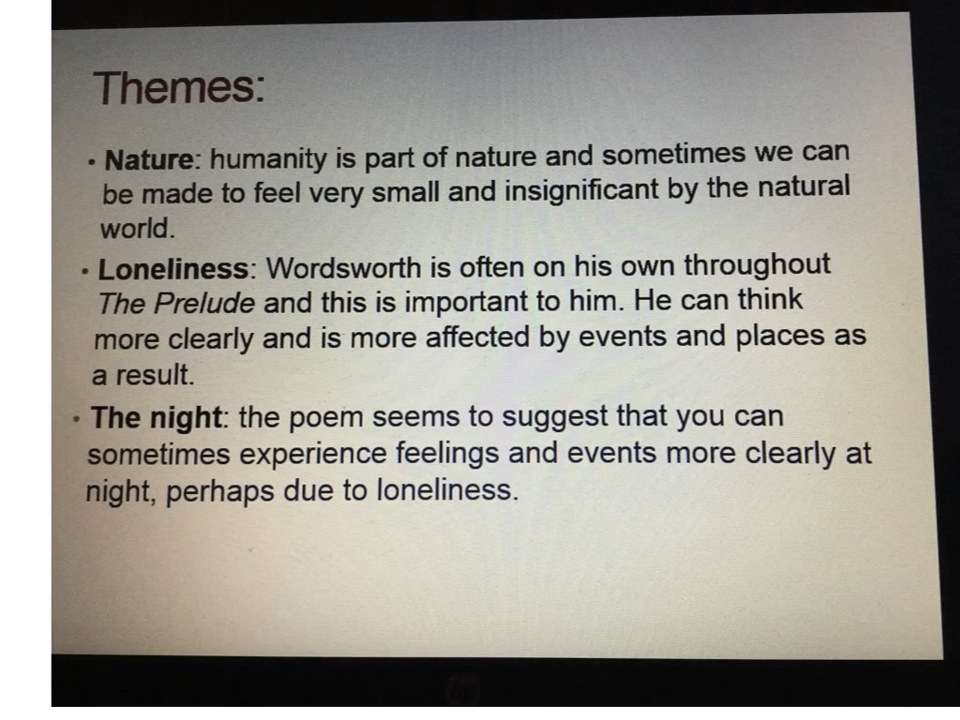 Themes:
• Nature: humanity is part of nature and sometimes we can
be made to feel very small and insignificant by the natural
world.
• Loneliness: Wordsworth is often on his own throughout
The Prelude and this is important to him. He can think
more clearly and is more affected by events and places as
a result.
• The night: the poem seems to suggest that you can
sometimes experience feelings and events more clearly at
night, perhaps due to loneliness.
hp